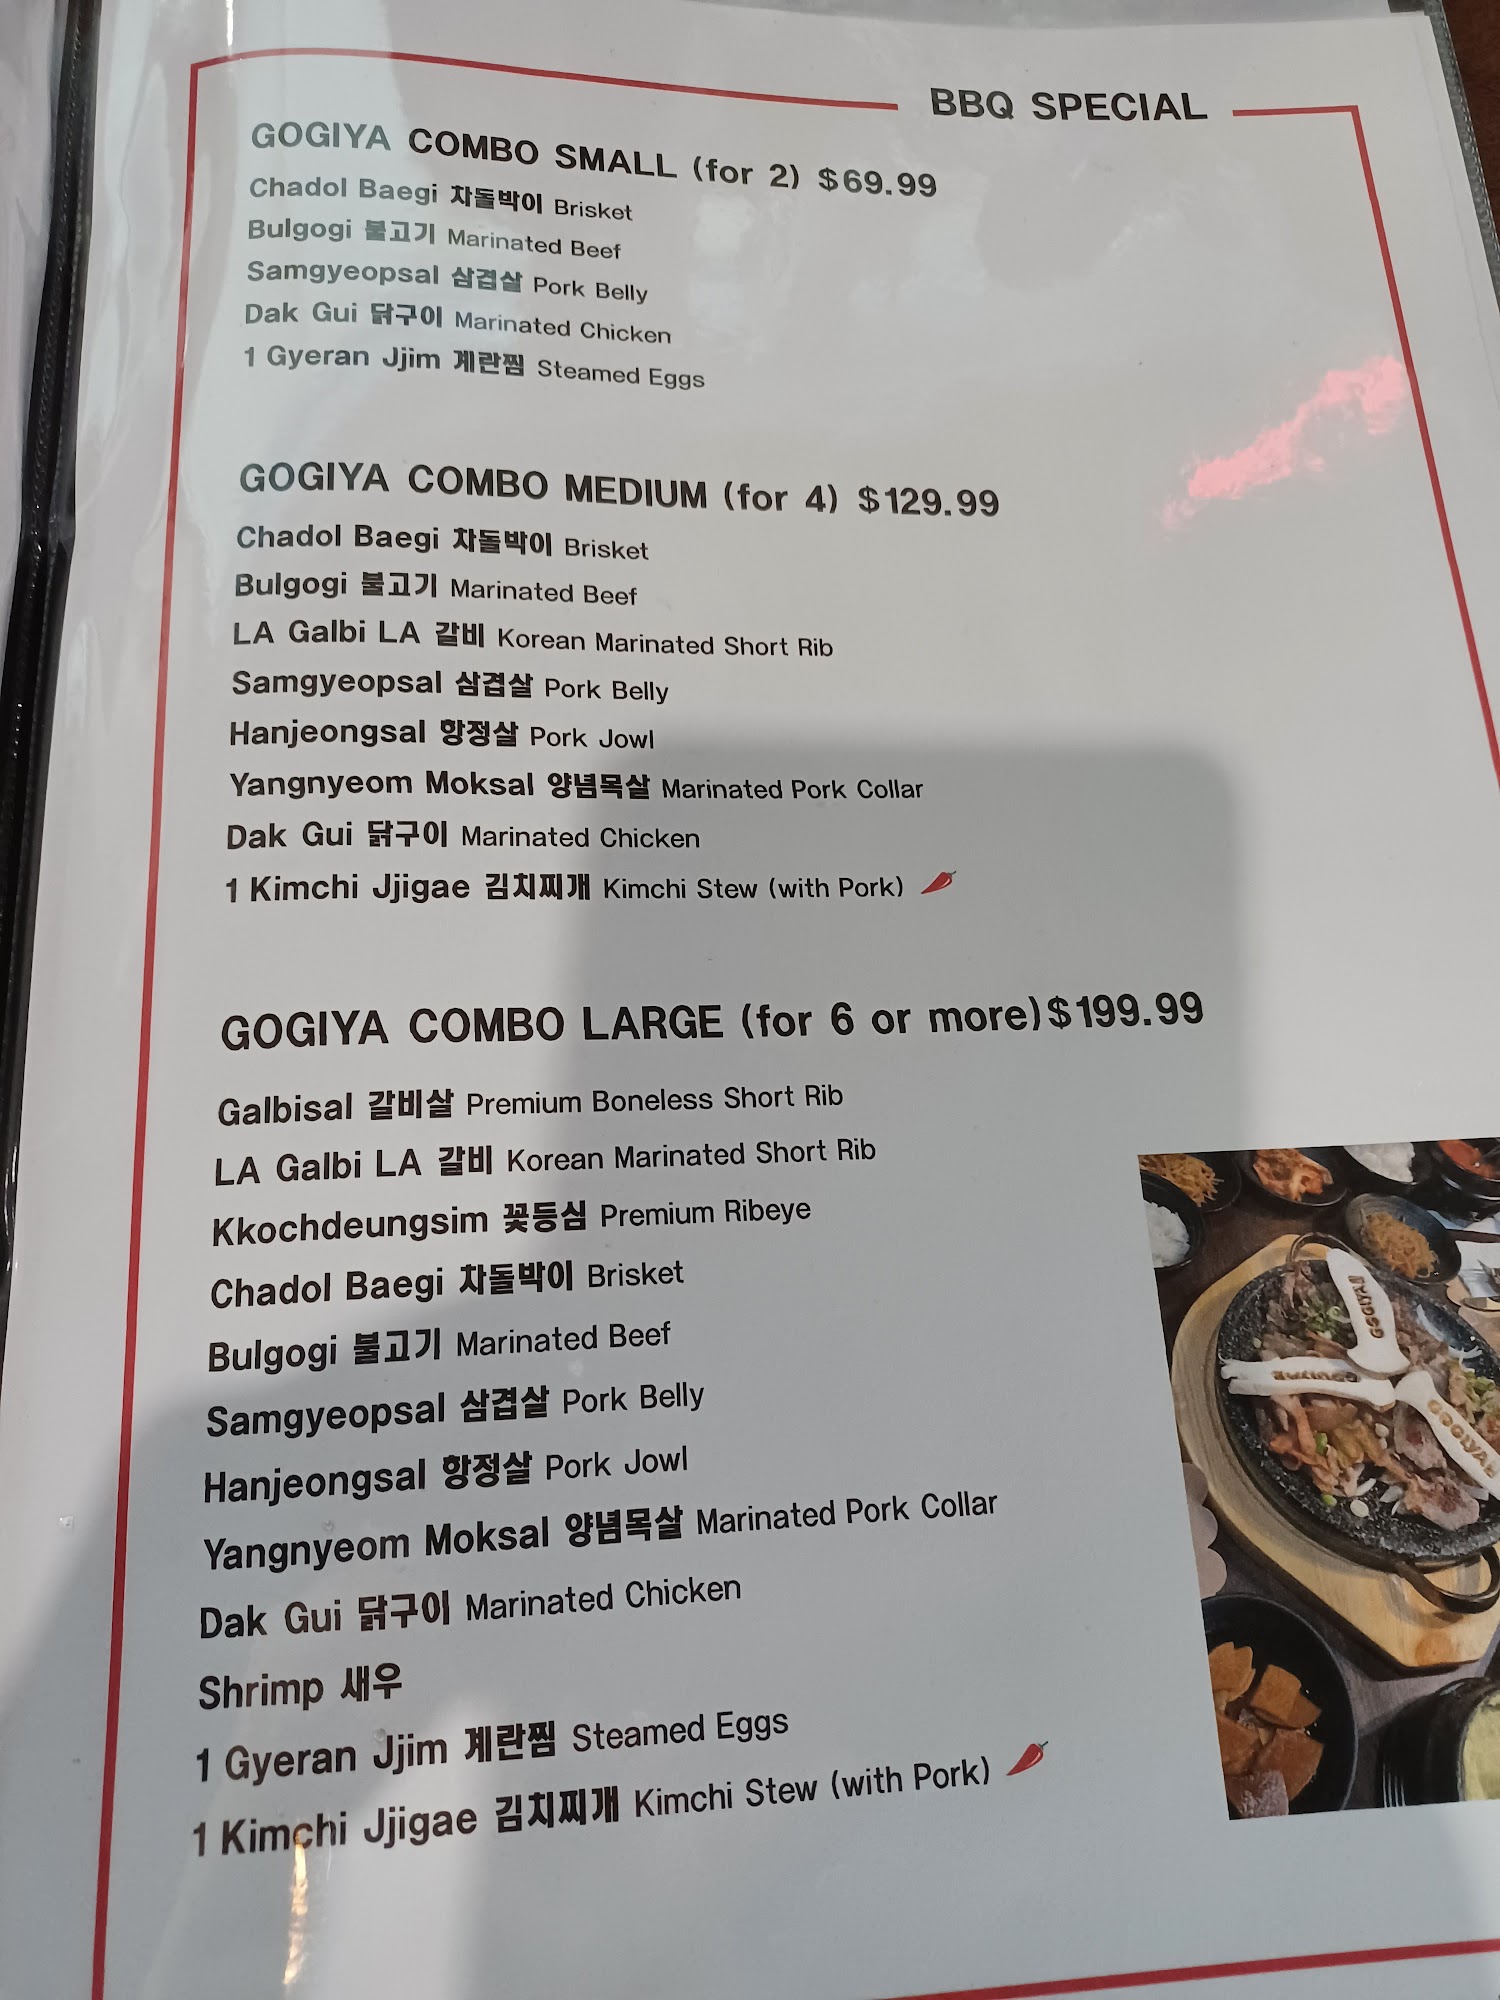 BBQ SPECIAL
GOGIYA COMBO SMALL (for 2) $69.99
Chadol Baegi 차돌박이 Brisket
Bulgogi 불고기 Marinated Beef
Samgyeopsal 삼겹살 Pork Belly
Dak Gui 닭구이 Marinated Chicken
1 Gyeran Jjim 계란찜 Steamed Eggs
GOGIYA COMBO MEDIUM (for 4) $129.99
Chadol Baegi 차돌박이 Brisket
Bulgogi 불고기 Marinated Beef
LA Galbi LA 갈비 Korean Marinated Short Rib
Samgyeopsal 삼겹살 Pork Belly
Hanjeongsal 항정살 Pork Jowl
Yangnyeom Moksal 양념목살 Marinated Pork Collar
Dak Gui 닭구이 Marinated Chicken
1 Kimchi Jjigae 김치찌개 Kimchi Stew (with Pork)
GOGIYA COMBO LARGE (for 6 or more)$199.99
Galbisal 갈비살 Premium Boneless Short Rib
LA Galbi LA 갈비 Korean Marinated Short Rib
Kkochdeungsim 꽃등심 Premium Ribeye
Chadol Baegi 차돌박이 Brisket
Bulgogi 불고기 Marinated Beef
Samgyeopsal 삼겹살 Pork Belly
Hanjeongsal 항정살 Pork Jowl
Yangnyeom Moksal 양념목살 Marinated Pork Collar
Dak Gui 닭구이 Marinated Chicken
Shrimp 새우
1 Gyeran Jjim 계란찜 Steamed Eggs
1 Kimchi Jjigae 김치찌개 Kimchi Stew (with Pork)
GOGIYA
GOGIYA